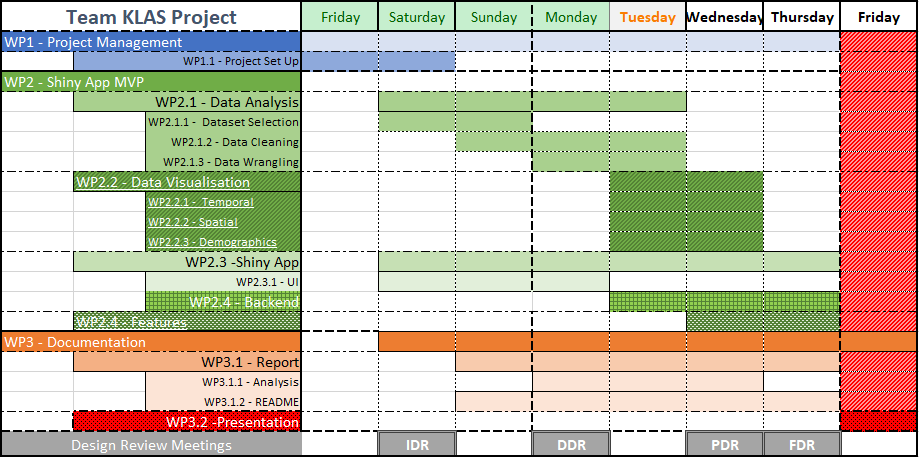 Team KLAS Project Friday Saturday Sunday Monday Tuesday Wednesday Thursday Friday
WP1 - Project Management
WP1.1 - Project Set Up
WP2 - Shiny App MVP
WP2.1 - Data Analysis
WP2.1.1 - Dataset Selection
WP2.1.2 - Data Cleaning
WP2.1.3 - Data Wrangling
WP2.2 - Data Visualisation
WP2.2.1 - Temporal
WP2.2.2 - Spatial
WP2.2.3 - Demographics
WP2.3 -Shiny App
WP2.3.1 - UI
WP2.4 - Backend
WP2.4 - Features
WP3 - Documentation
WP3.1 - Report
WP3.1.1 - Analysis
WP3.1.2 - README
WP3.2 -Presentation
Design Review Meetings IDR DDR PDR FDR